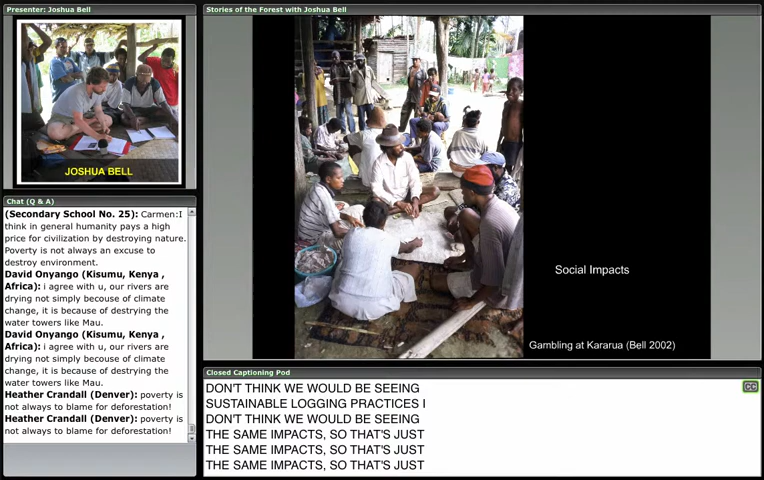 Presenter: Joshua Bell
JOSHUA BELL
Chat (Q & A)
(Secondary School No. 25): Carmen:I
think in general humanity pays a high
price for civilization by destroying nature.
Poverty is not always an excuse to
destroy environment.
David Onyango (Kisumu, Kenya ,
Africa): i agree with u, our rivers are
drying not simply becouse of climate
change, it is because of destrying the
water towers like Mau.
David Onyango (Kisumu, Kenya ,
Africa): i agree with u, our rivers are
drying not simply becouse of climate
change, it is because of destrying the
water towers like Mau.
Heather Crandall (Denver): poverty is
not always to blame for deforestation!
Heather Crandall (Denver): poverty is
not always to blame for deforestation!
Stories of the Forest with Joshua Bell
Social Impacts
Gambling at Kararua (Bell 2002)
Closed Captioning Pod
CC
DON'T THINK WE WOULD BE SEEING
SUSTAINABLE LOGGING PRACTICES I
DON'T THINK WE WOULD BE SEEING
THE SAME IMPACTS, SO THAT'S JUST
THE SAME IMPACTS, SO THAT'S JUST
THE SAME IMPACTS, SO THAT'S JUST